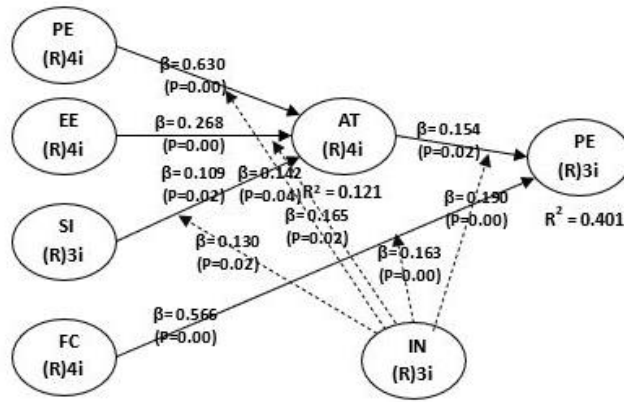 PE
(R)4i
β= 0.630
(P=0.00)
EE
(R)4i
β= 0.268
(P=0.00)
AT
(R)4i
β= 0.154
(P=0.02)
PE
(R)3i
β= 0.109
(P=0.02)
β= 0.142
(P=0.04)
R² = 0.121
SI
(R)3i
β= 0.165
(P=0.02)
β= 0.190
(P=0.00)
R² = 0.401
β= 0.130
(P=0.02)
β= 0.163
(P=0.00)
β= 0.566
(P=0.00)
FC
(R)4i
IN
(R)3i